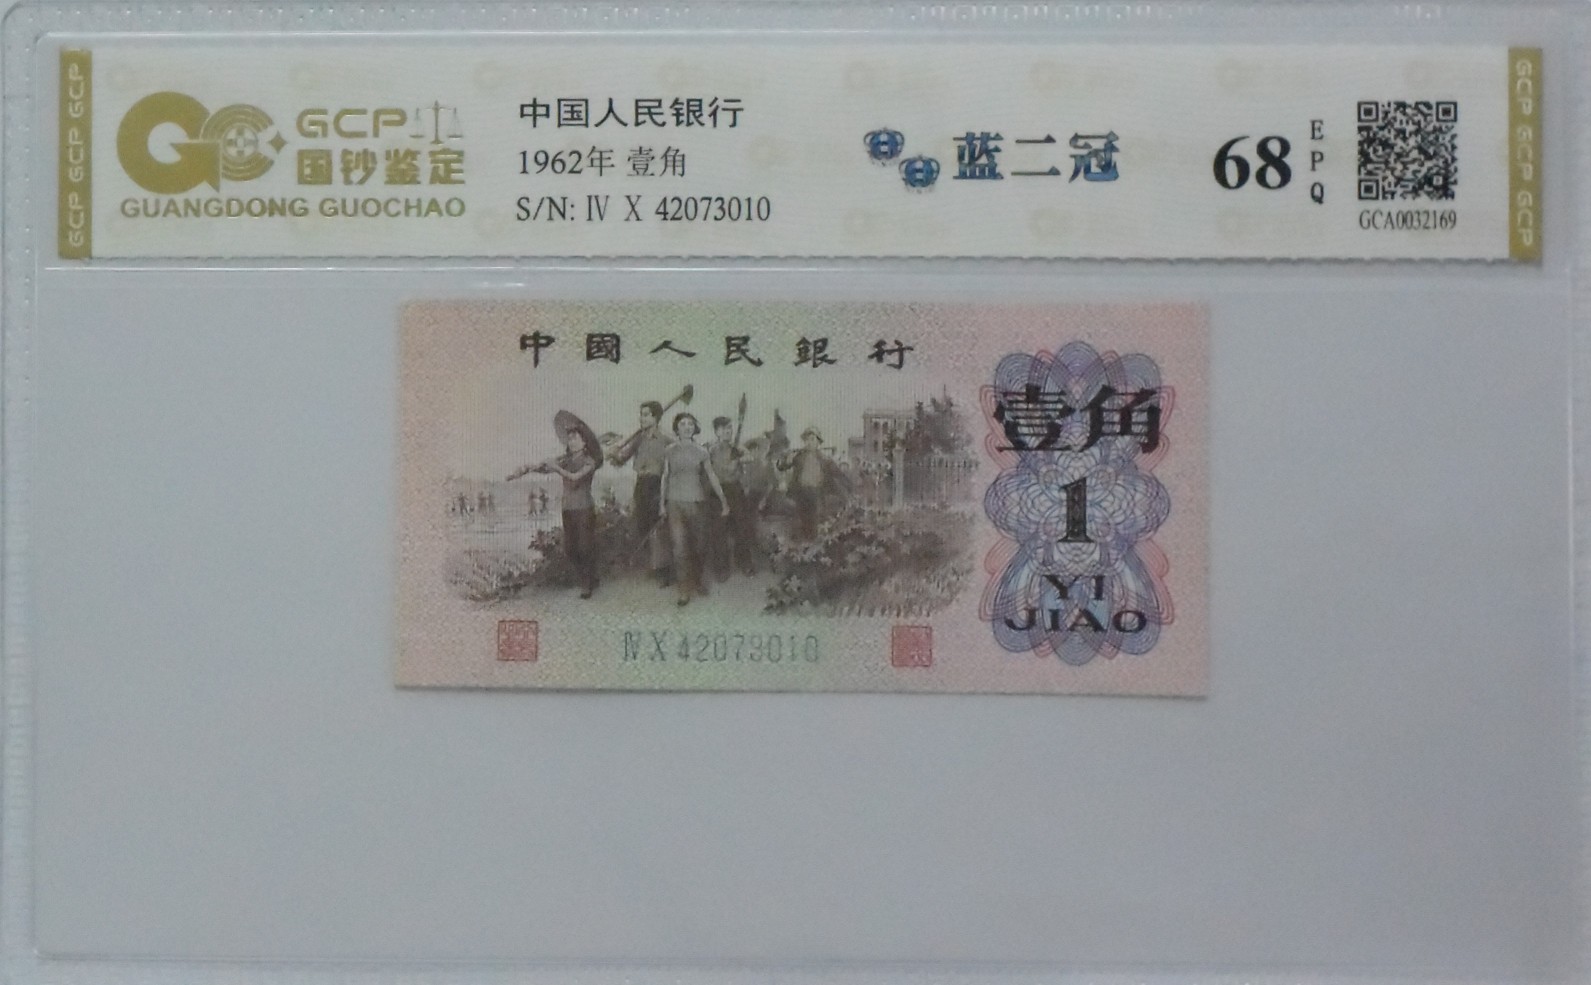 GCP GCP GCP
GCP
国钞鉴定
GUANGDONG GUOCHAO
中国人民银行
1962年 壹角
S/N: Ⅳ X 42073010
蓝二冠
68
EPQ
GCA0032169
GCP GCP GCP
中國人民銀行
壹角
1
YI
JIAO
Ⅳ X 42073010